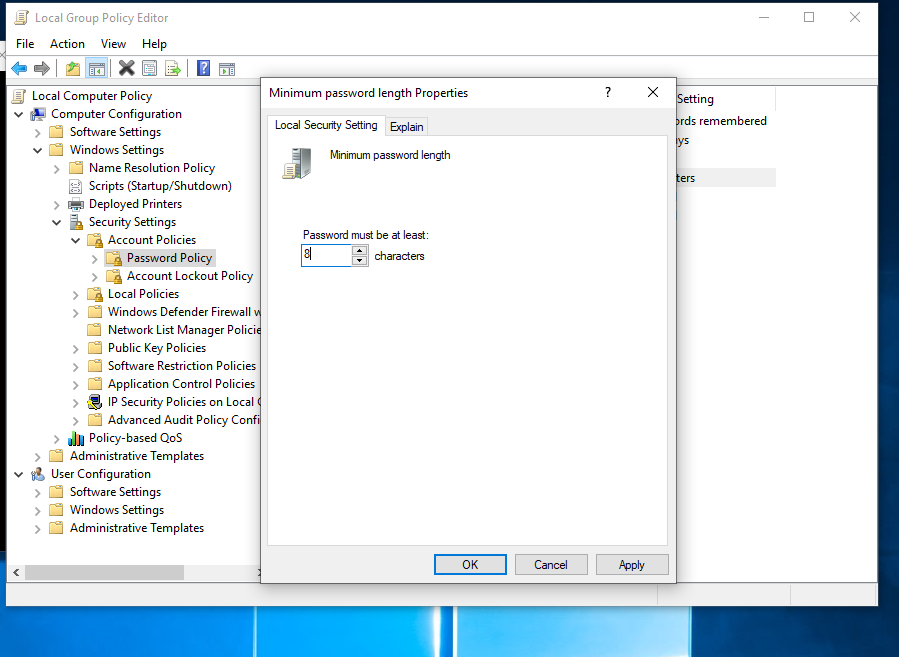 Local Group Policy Editor
File Action View Help
Local Computer Policy
Computer Configuration
Software Settings
Windows Settings
Name Resolution Policy
Scripts (Startup/Shutdown)
Deployed Printers
Security Settings
Account Policies
Password Policy
Account Lockout Policy
Local Policies
Windows Defender Firewall w
Network List Manager Policie
Public Key Policies
Software Restriction Policies
Application Control Policies
IP Security Policies on Local C
Advanced Audit Policy Confi
Policy-based QoS
Administrative Templates
User Configuration
Software Settings
Windows Settings
Administrative Templates
Minimum password length Properties ?
Local Security Setting Explain
Minimum password length
Password must be at least:
8 characters
OK Cancel Apply
Setting
ords remembered
ys
ters